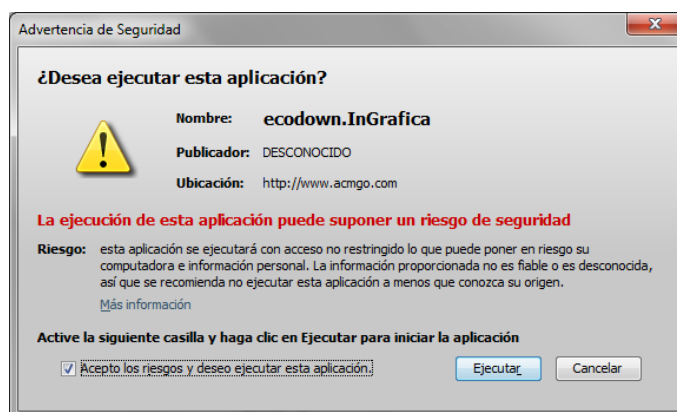 Advertencia de Seguridad
¿Desea ejecutar esta aplicación?
Nombre: ecodown.InGrafica
Publicador: DESCONOCIDO
Ubicación: http://www.acmgo.com
La ejecución de esta aplicación puede suponer un riesgo de seguridad
Riesgo: esta aplicación se ejecutará con acceso no restringido lo que puede poner en riesgo su
computadora e información personal. La información proporcionada no es fiable o es desconocida,
así que se recomienda no ejecutar esta aplicación a menos que conozca su origen.
Más información
Active la siguiente casilla y haga clic en Ejecutar para iniciar la aplicación
Acepto los riesgos y deseo ejecutar esta aplicación.
Ejecutar
Cancelar